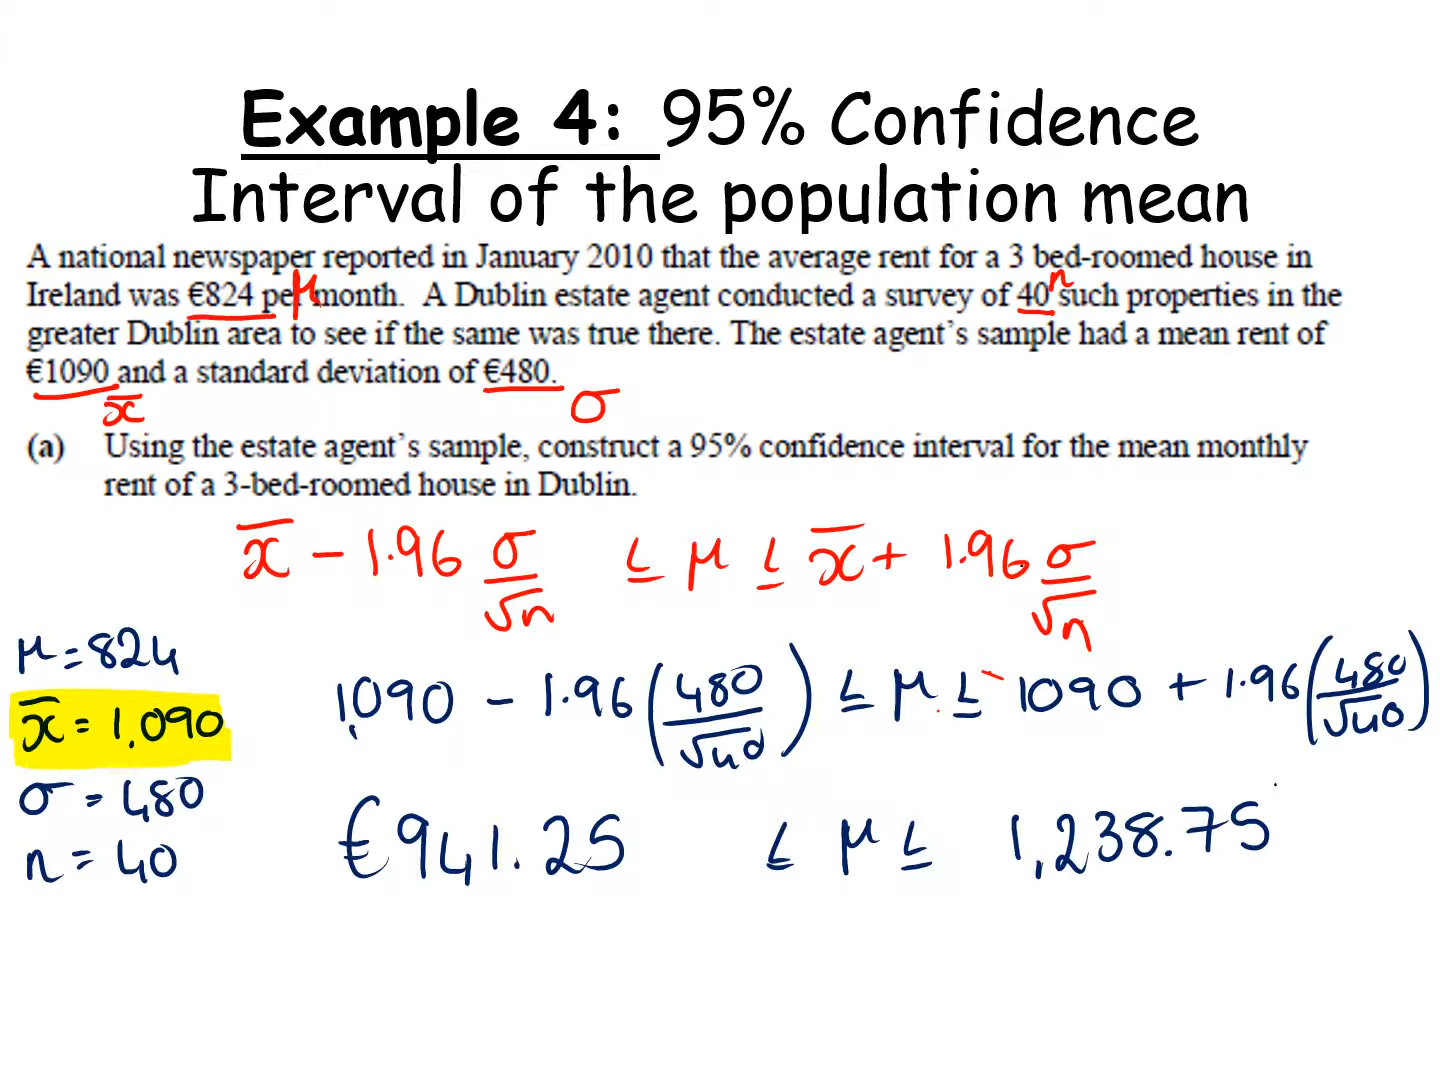 Example 4: 95% Confidence
Interval of the population mean
A national newspaper reported in January 2010 that the average rent for a 3 bed-roomed house in
Ireland was €824 per month. A Dublin estate agent conducted a survey of 40 such properties in the
greater Dublin area to see if the same was true there. The estate agent's sample had a mean rent of
€1090 and a standard deviation of €480.
μ
n
x̄
σ
(a) Using the estate agent's sample, construct a 95% confidence interval for the mean monthly
rent of a 3-bed-roomed house in Dublin.
x̄ - 1.96 σ/√n ≤ μ ≤ x̄ + 1.96 σ/√n
μ = 824
x̄ = 1,090
σ = 480
n = 40
1,090 - 1.96 (480/√40) ≤ μ ≤ 1090 + 1.96 (480/√40)
€941.25 ≤ μ ≤ 1,238.75